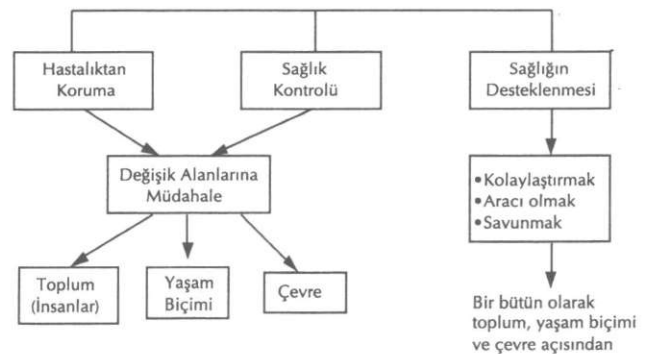 Hastalıktan
Koruma
Sağlık
Kontrolü
Sağlığın
Desteklenmesi
Değişik Alanlarına
Müdahale
•Kolaylaştırmak
•Aracı olmak
•Savunmak
Toplum
(İnsanlar)
Yaşam
Biçimi
Çevre
Bir bütün olarak
toplum, yaşam biçimi
ve çevre açısından